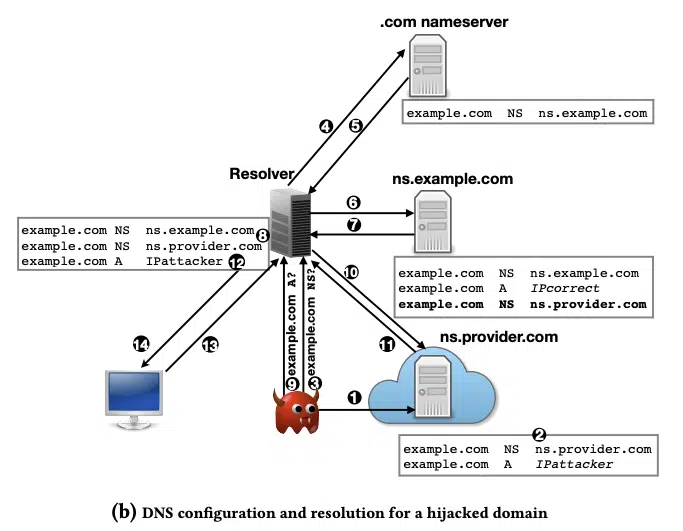 .com nameserver
example.com NS ns.example.com
4
5
Resolver
ns.example.com
6
7
example.com NS ns.example.com
example.com NS ns.provider.com
example.com A IPattacker
8
12
example.com NS ns.example.com
example.com A IPcorrect
example.com NS ns.provider.com
10
11
example.com A?
example.com NS?
ns.provider.com
14
13
9
3
1
2
example.com NS ns.provider.com
example.com A IPattacker
(b) DNS configuration and resolution for a hijacked domain